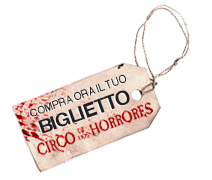 COMPRA ORA IL TUO
BIGLIETTO
CIRCO DE LOS HORRORES